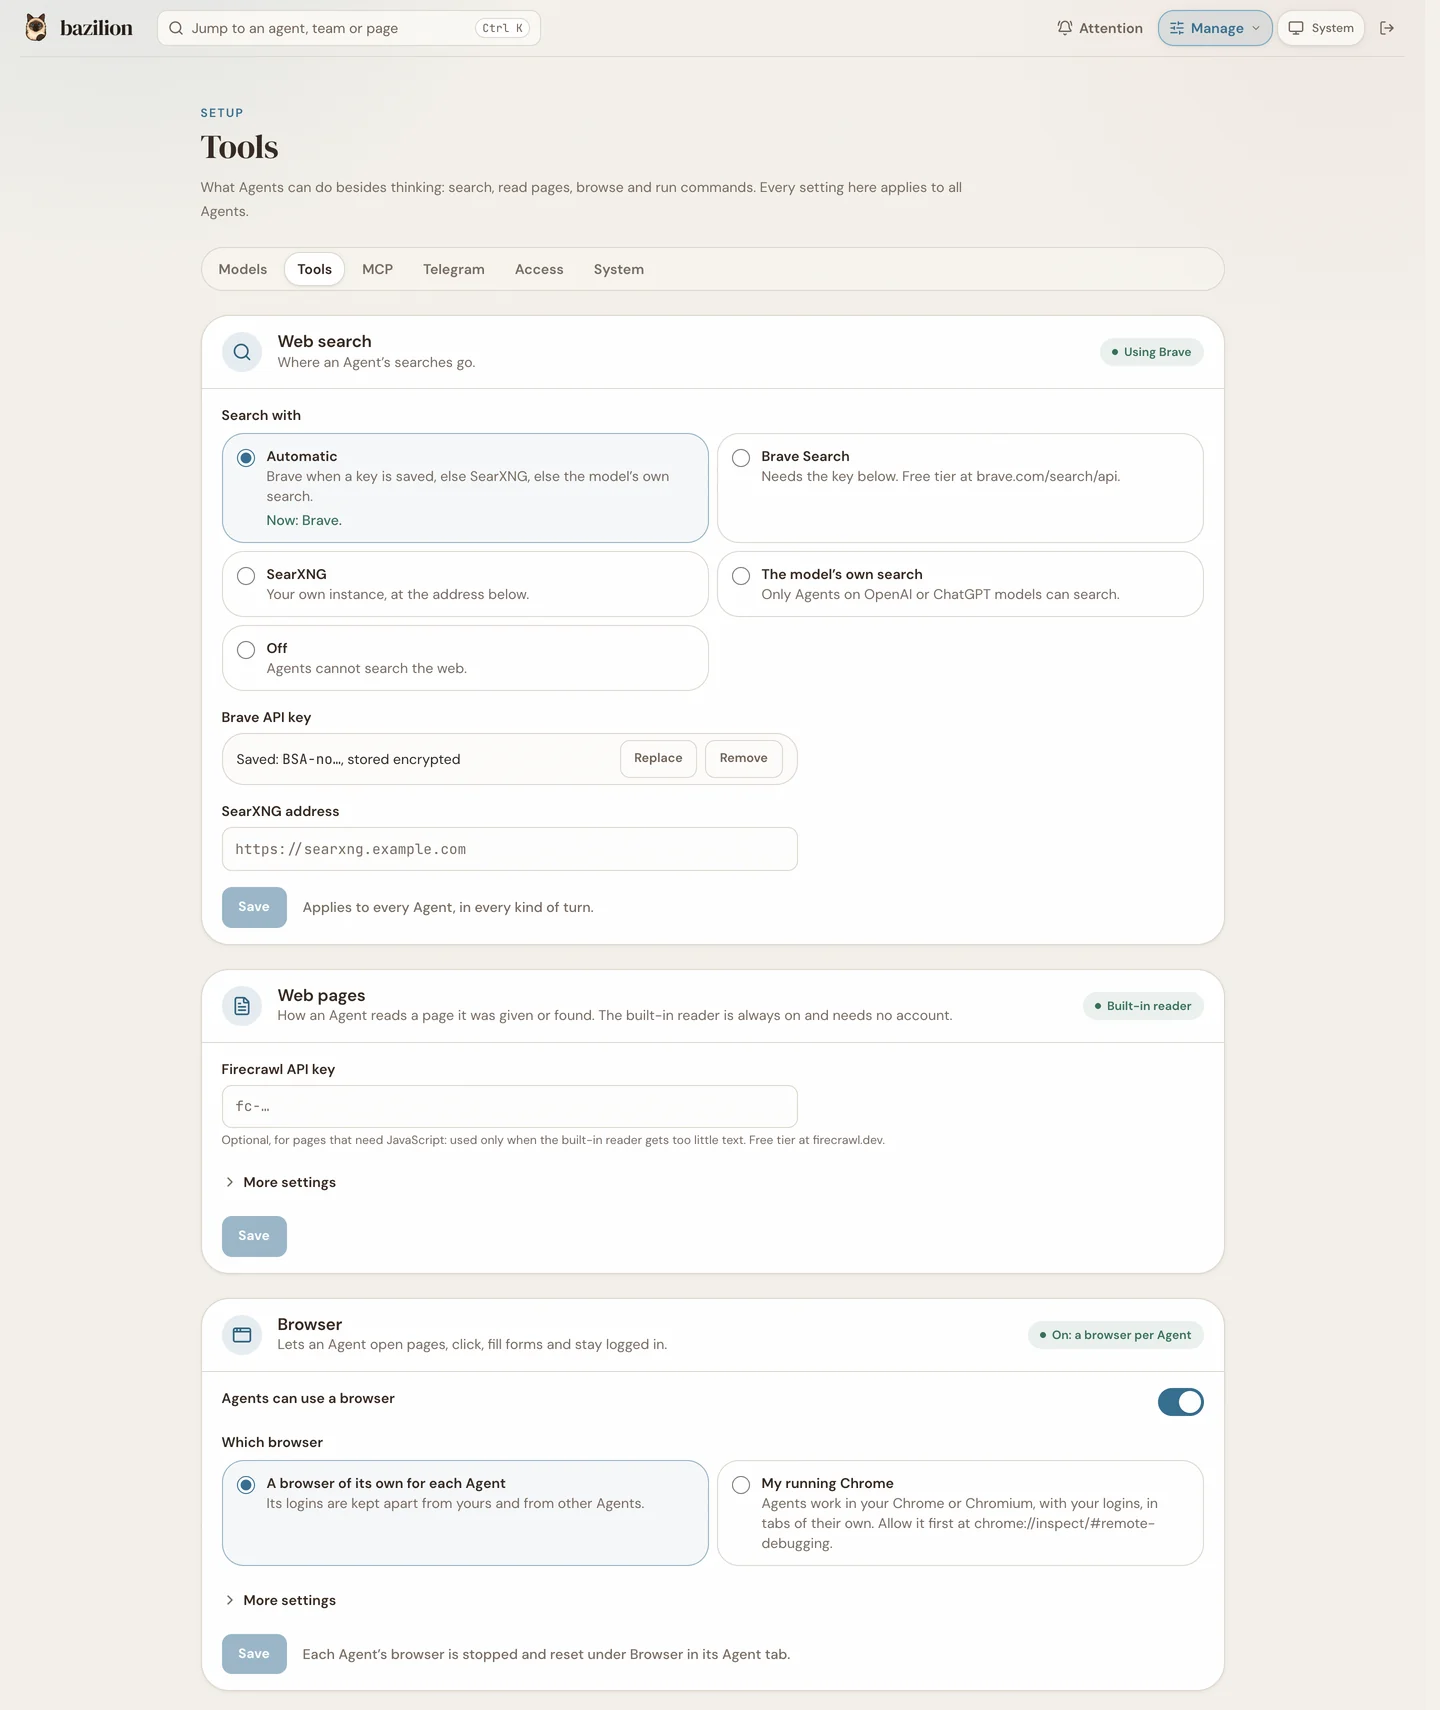 bazilion
Jump to an agent, team or page
Ctrl K
Attention
Manage
System
SETUP
Tools
What Agents can do besides thinking: search, read pages, browse and run commands. Every setting here applies to all
Agents.
Models
Tools
MCP
Telegram
Access
System
Web search
Where an Agent’s searches go.
Using Brave
Search with
Automatic
Brave when a key is saved, else SearXNG, else the model’s own
search.
Now: Brave.
Brave Search
Needs the key below. Free tier at brave.com/search/api.
SearXNG
Your own instance, at the address below.
The model’s own search
Only Agents on OpenAI or ChatGPT models can search.
Off
Agents cannot search the web.
Brave API key
Saved: BSA-no…, stored encrypted
Replace
Remove
SearXNG address
https://searxng.example.com
Save
Applies to every Agent, in every kind of turn.
Web pages
How an Agent reads a page it was given or found. The built-in reader is always on and needs no account.
Built-in reader
Firecrawl API key
fc-…
Optional, for pages that need JavaScript: used only when the built-in reader gets too little text. Free tier at firecrawl.dev.
More settings
Save
Browser
Lets an Agent open pages, click, fill forms and stay logged in.
On: a browser per Agent
Agents can use a browser
Which browser
A browser of its own for each Agent
Its logins are kept apart from yours and from other Agents.
My running Chrome
Agents work in your Chrome or Chromium, with your logins, in
tabs of their own. Allow it first at chrome://inspect/#remote-
debugging.
More settings
Save
Each Agent’s browser is stopped and reset under Browser in its Agent tab.